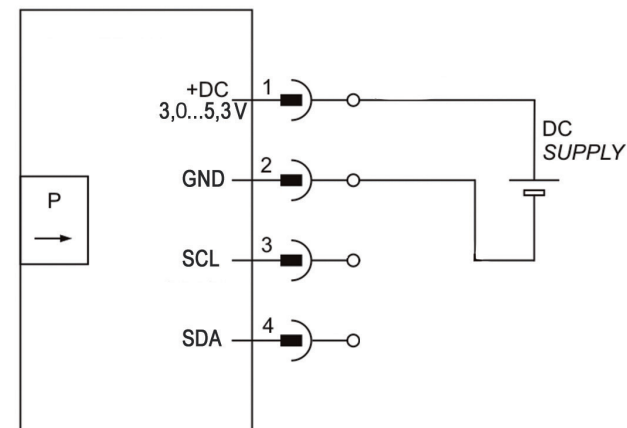 +DC 1
3,0...5,3V
DC
SUPPLY
GND 2
P
SCL 3
SDA 4